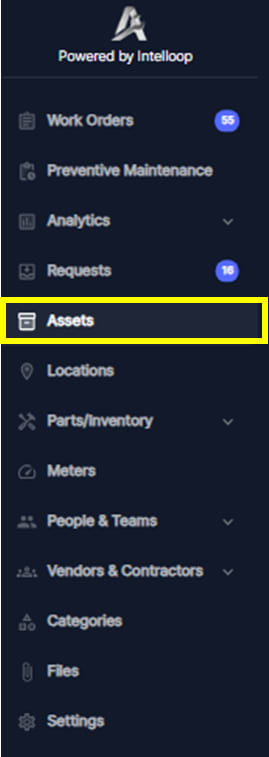 Powered by Intelloop
Work Orders 55
Preventive Maintenance
Analytics
Requests 16
Assets
Locations
Parts/Inventory
Meters
People & Teams
Vendors & Contractors
Categories
Files
Settings